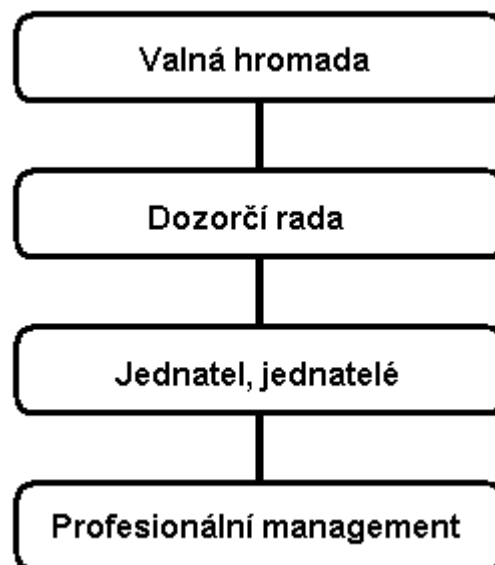 Valná hromada
Dozorčí rada
Jednatel, jednatelé
Profesionální management